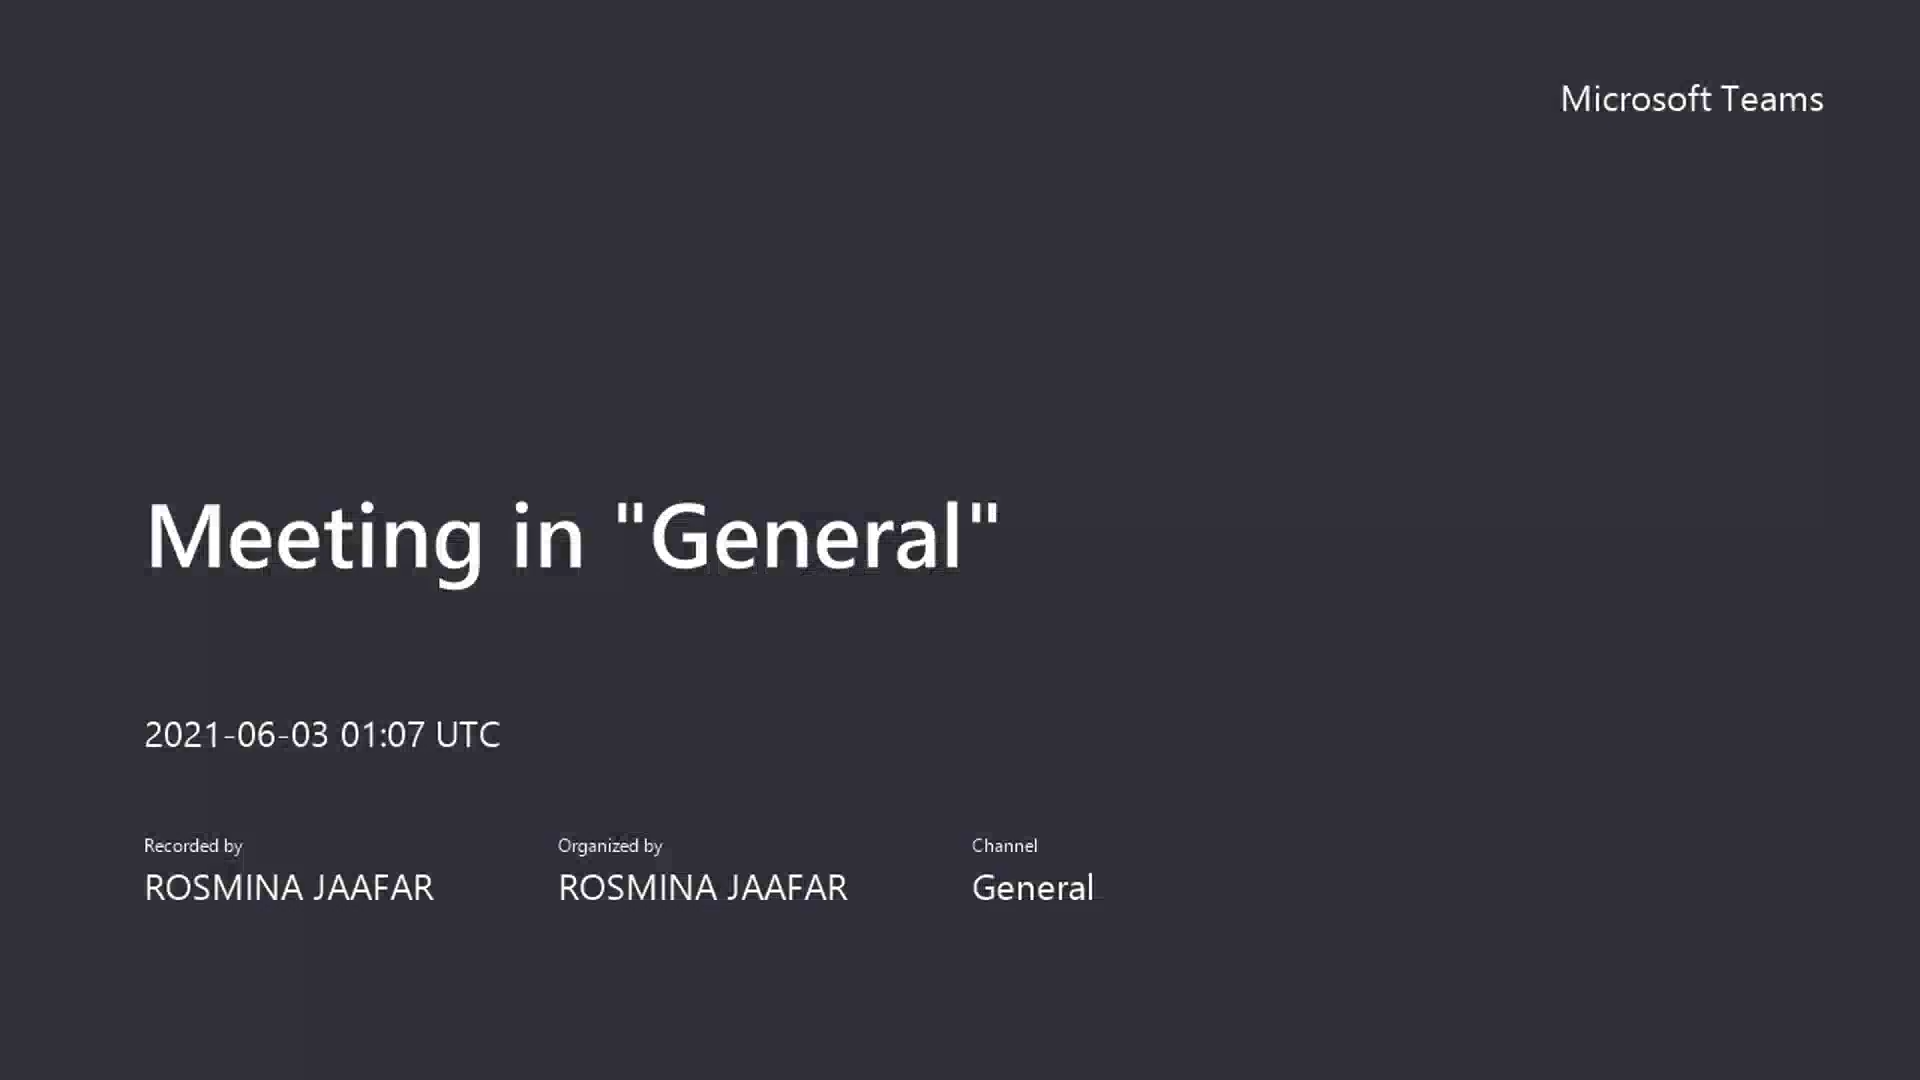 Microsoft Teams
Meeting in "General"
2021-06-03 01:07 UTC
Recorded by
ROSMINA JAAFAR
Organized by
ROSMINA JAAFAR
Channel
General